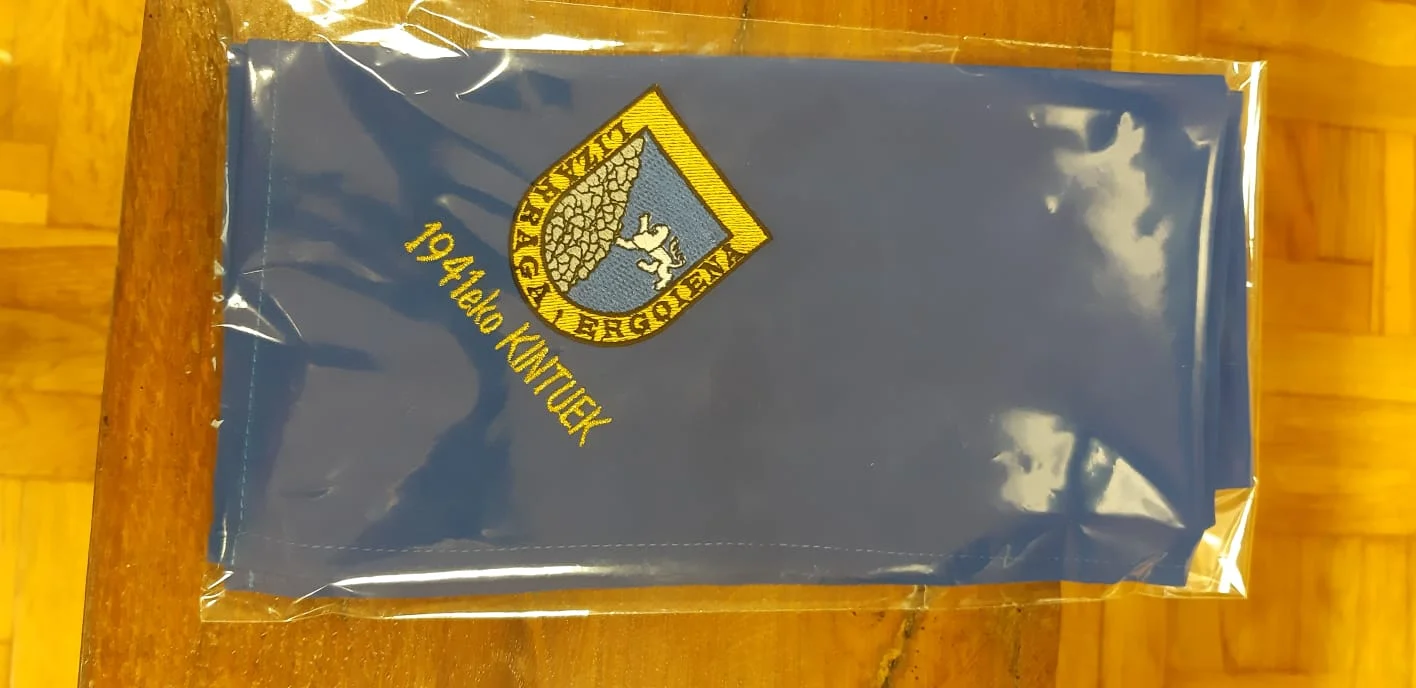 LIZARRAGA ERGOIENA
1941eko KINTUEK